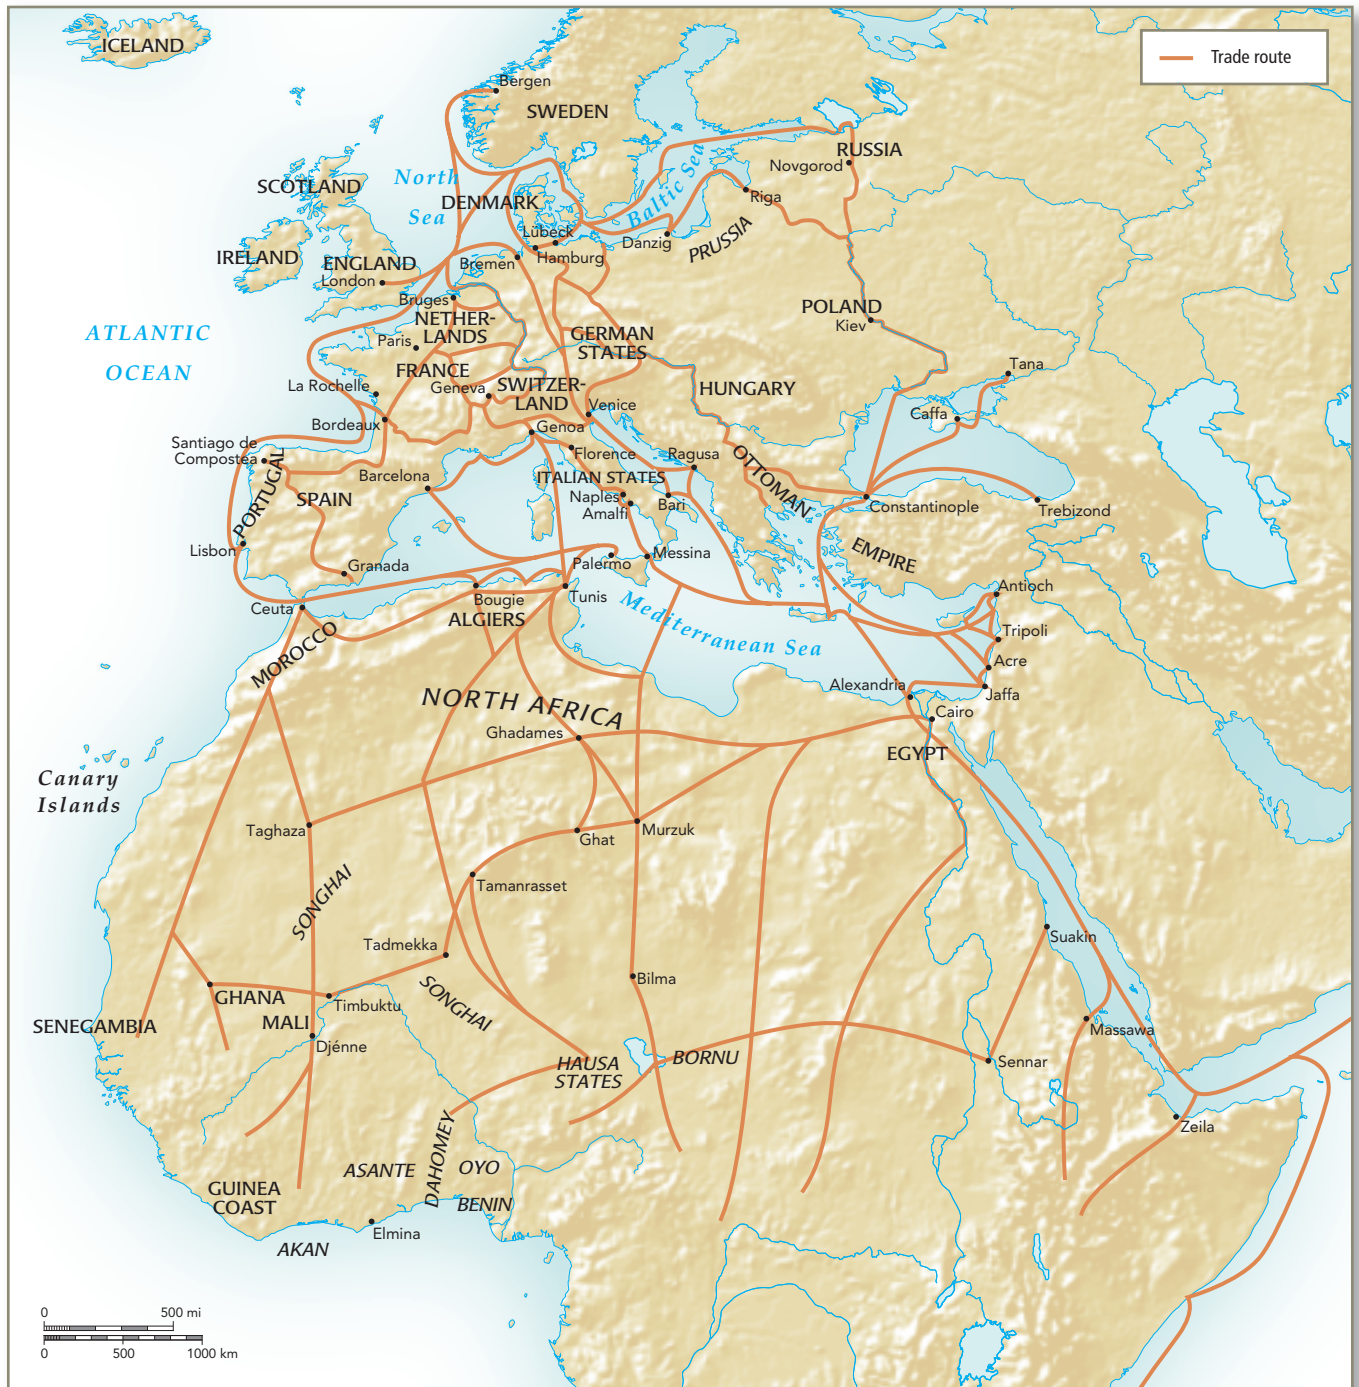 ICELAND
Trade route
Bergen
SWEDEN
RUSSIA
Novgorod
SCOTLAND
North
Sea
DENMARK
Baltic Sea
Riga
Lübeck
Danzig
PRUSSIA
IRELAND
ENGLAND
London
Bremen
Hamburg
Bruges
NETHER-
LANDS
POLAND
Kiev
ATLANTIC
OCEAN
Paris
GERMAN
STATES
FRANCE
Tana
La Rochelle
Geneva
SWITZER-
LAND
HUNGARY
Venice
Caffa
Bordeaux
Genoa
Santiago de
Compostea
Florence
Ragusa
OTTOMAN
EMPIRE
Barcelona
ITALIAN STATES
PORTUGAL
SPAIN
Naples
Amalfi
Bari
Constantinople
Trebizond
Lisbon
Granada
Palermo
Messina
Antioch
Ceuta
Bougie
Tunis
ALGIERS
Mediterranean Sea
Tripoli
MOROCCO
Acre
Alexandria
Jaffa
NORTH AFRICA
Cairo
Ghadames
EGYPT
Canary
Islands
Taghaza
Ghat
Murzuk
SONGHAI
Tamanrasset
Tadmekka
Suakin
Bilma
GHANA
Timbuktu
SONGHAI
SENEGAMBIA
MALI
Massawa
Djénne
HAUSA
STATES
BORNU
Sennar
Zeila
DAHOMEY
ASANTE
OYO
GUINEA
COAST
BENIN
Elmina
AKAN
0 500 mi
0 500 1000 km